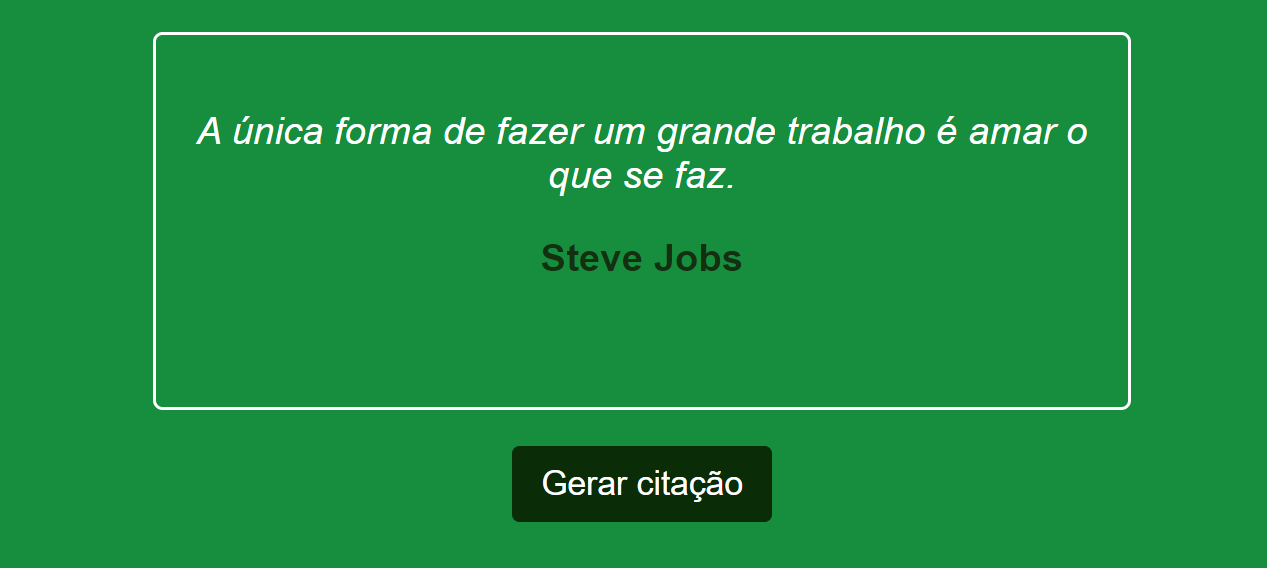 A única forma de fazer um grande trabalho é amar o
que se faz.
Steve Jobs
Gerar citação